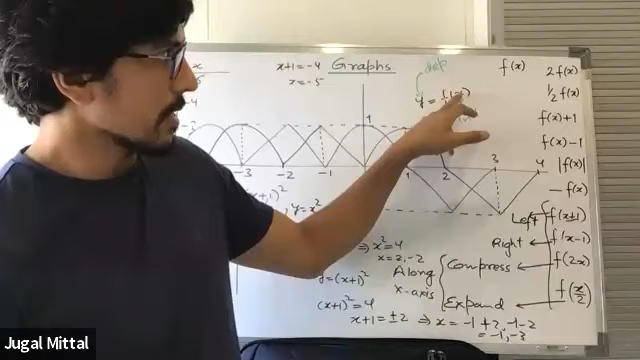 x+1=-4
x=-5
Graphs
dep
y = f(-x)
f(x)
2f(x)
1/2 f(x)
f(x)+1
f(x)-1
|f(x)|
-f(x)
1
-3 -2 -1 1 2 3 4
y=x²
⇒ x²=4
x=2,-2
y=(x+1)²
(x+1)²=4
x+1=±2 ⇒ x=-1+2,-1-2
=-1,-3
Left
f(x+1)
Right
f(x-1)
Along
x-axis
Compress
f(2x)
Expand
f(x/2)
Jugal Mittal